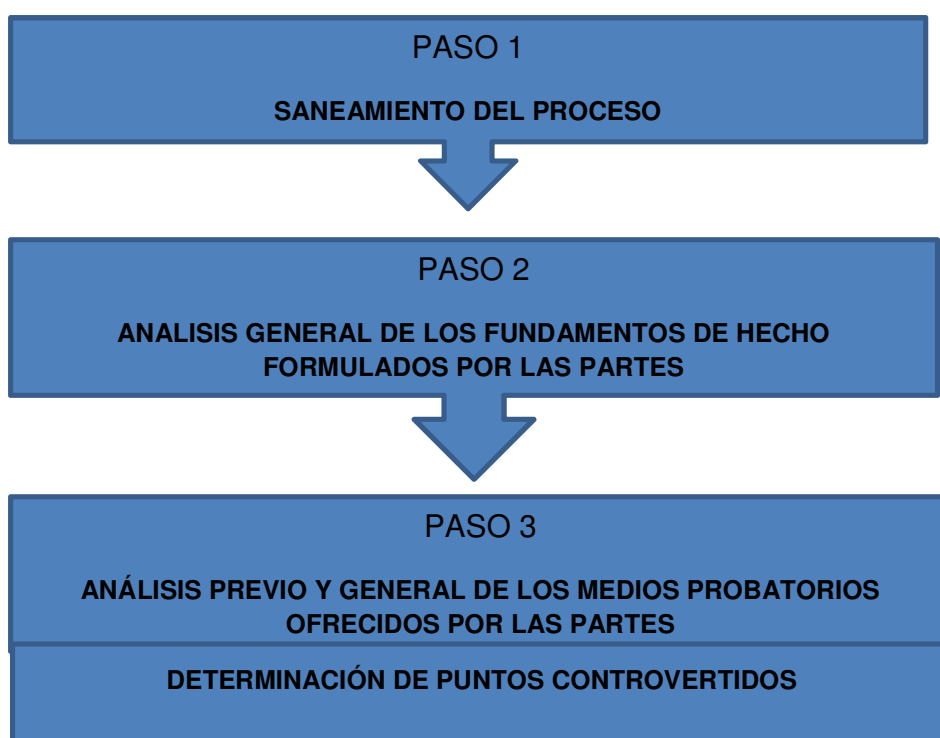 PASO 1
SANEAMIENTO DEL PROCESO
PASO 2
ANALISIS GENERAL DE LOS FUNDAMENTOS DE HECHO
FORMULADOS POR LAS PARTES
PASO 3
ANÁLISIS PREVIO Y GENERAL DE LOS MEDIOS PROBATORIOS
OFRECIDOS POR LAS PARTES
DETERMINACIÓN DE PUNTOS CONTROVERTIDOS